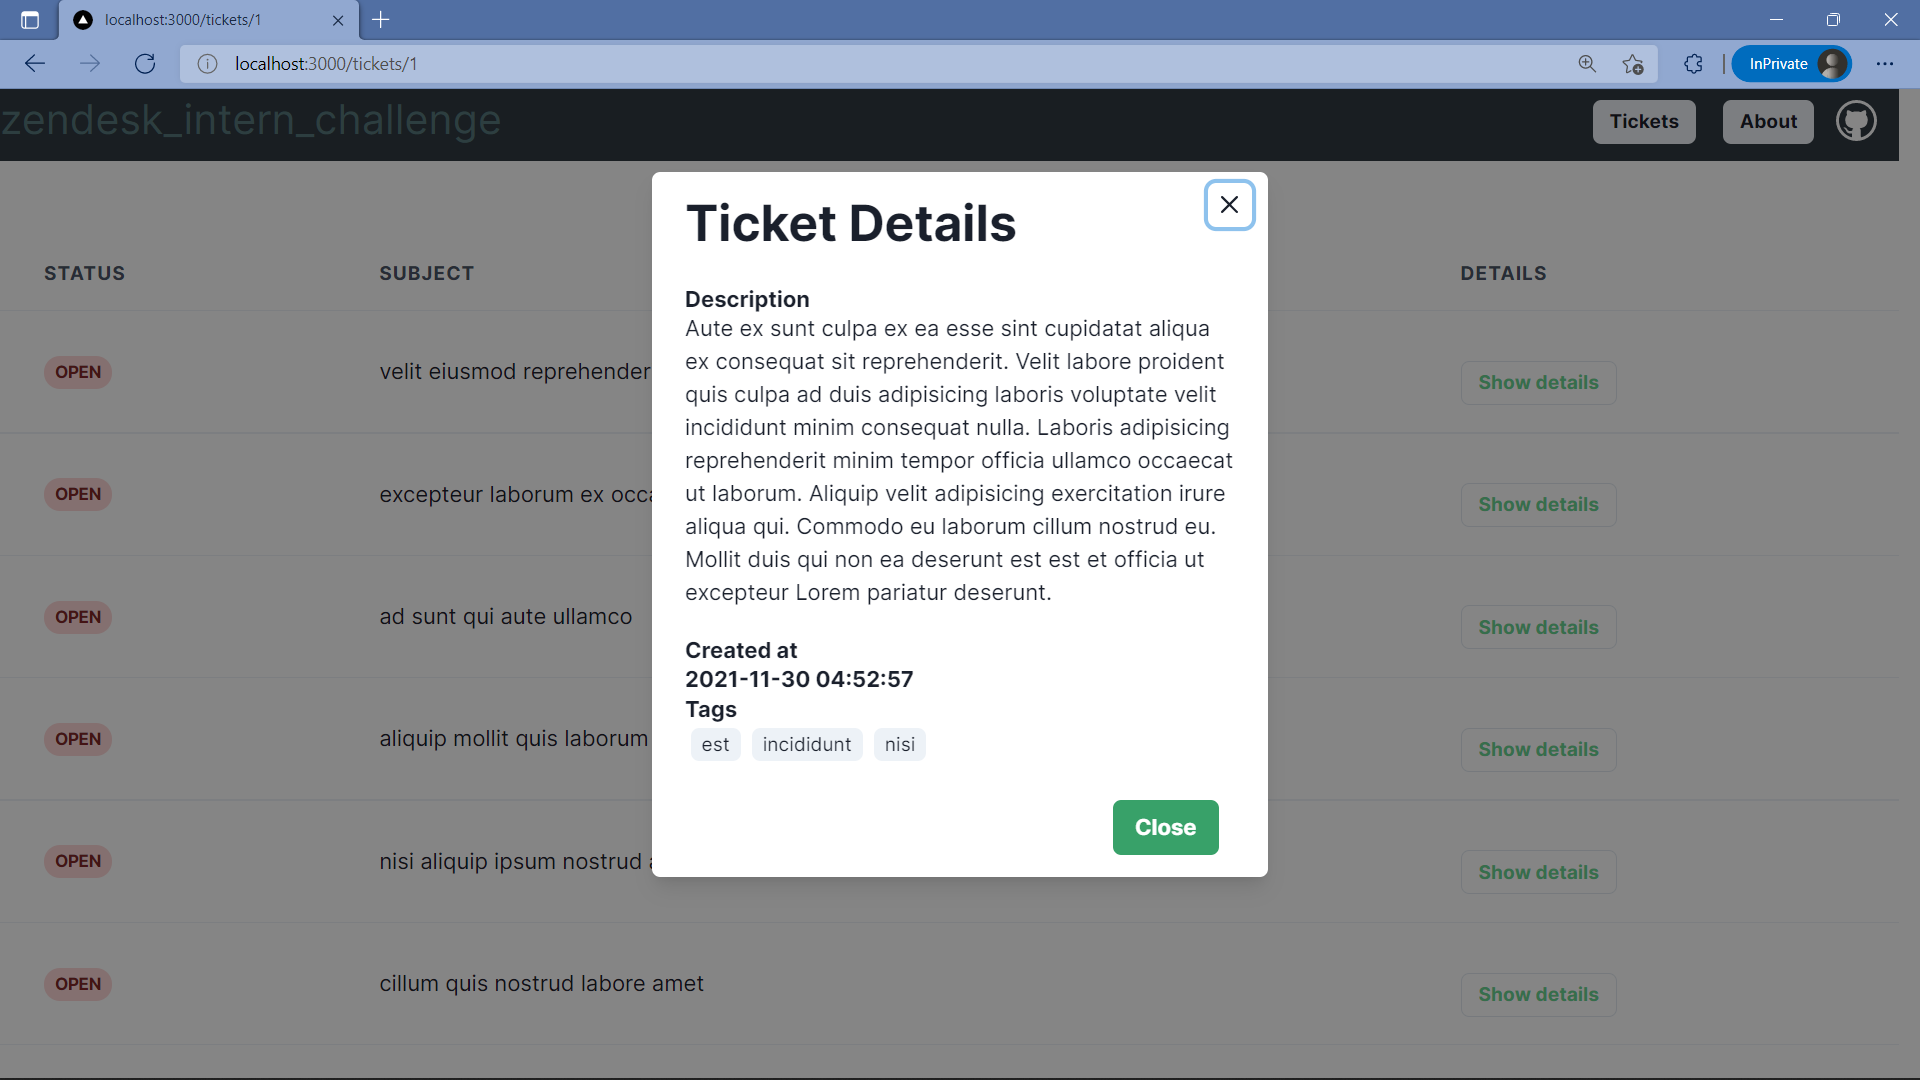 localhost:3000/tickets/1
localhost:3000/tickets/1
InPrivate
zendesk_intern_challenge
Tickets
About
STATUS
SUBJECT
DETAILS
OPEN
velit eiusmod
Show details
OPEN
excepteur laborum ex
Show details
OPEN
ad sunt qui aute ullamco
Show details
OPEN
aliquip mollit quis laborum
Show details
OPEN
nisi aliquip ipsum nostrud
Show details
OPEN
cillum quis nostrud labore amet
Show details
Ticket Details
Description
Aute ex sunt culpa ex ea esse sint cupidatat aliqua
ex consequat sit reprehenderit. Velit labore proident
quis culpa ad duis adipisicing laboris voluptate velit
incididunt minim consequat nulla. Laboris adipisicing
reprehenderit minim tempor officia ullamco occaecat
ut laborum. Aliquip velit adipisicing exercitation irure
aliqua qui. Commodo eu laborum cillum nostrud eu.
Mollit duis qui non ea deserunt est est et officia ut
excepteur Lorem pariatur deserunt.
Created at
2021-11-30 04:52:57
Tags
est incididunt nisi
Close